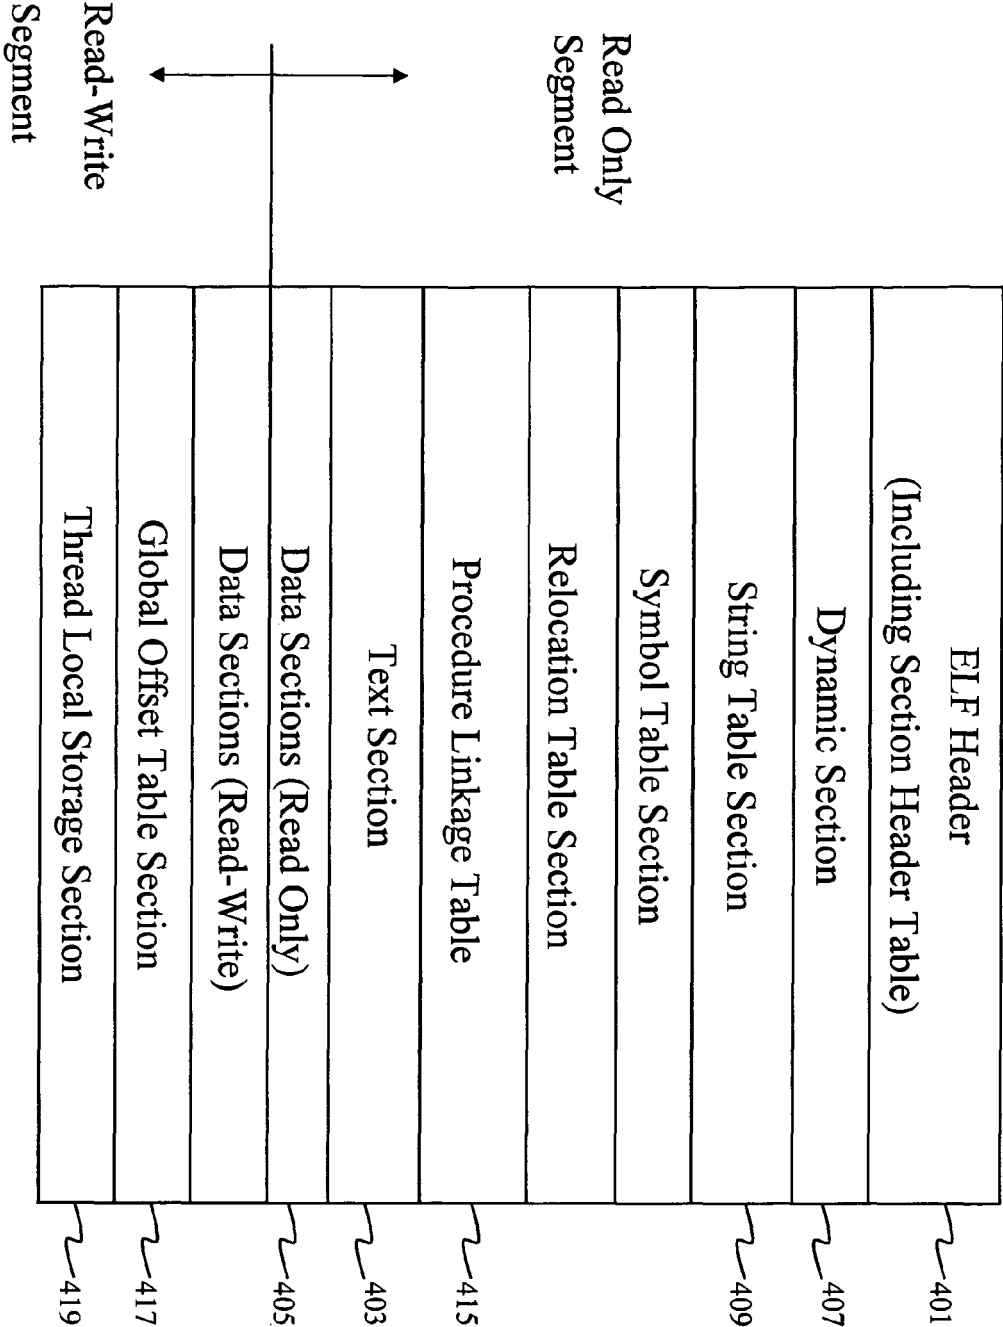 Read Only
Segment
Read-Write
Segment
ELF Header
(Including Section Header Table)
401
Dynamic Section
407
String Table Section
409
Symbol Table Section
Relocation Table Section
Procedure Linkage Table
415
Text Section
403
Data Sections (Read Only)
405
Data Sections (Read-Write)
Global Offset Table Section
417
Thread Local Storage Section
419